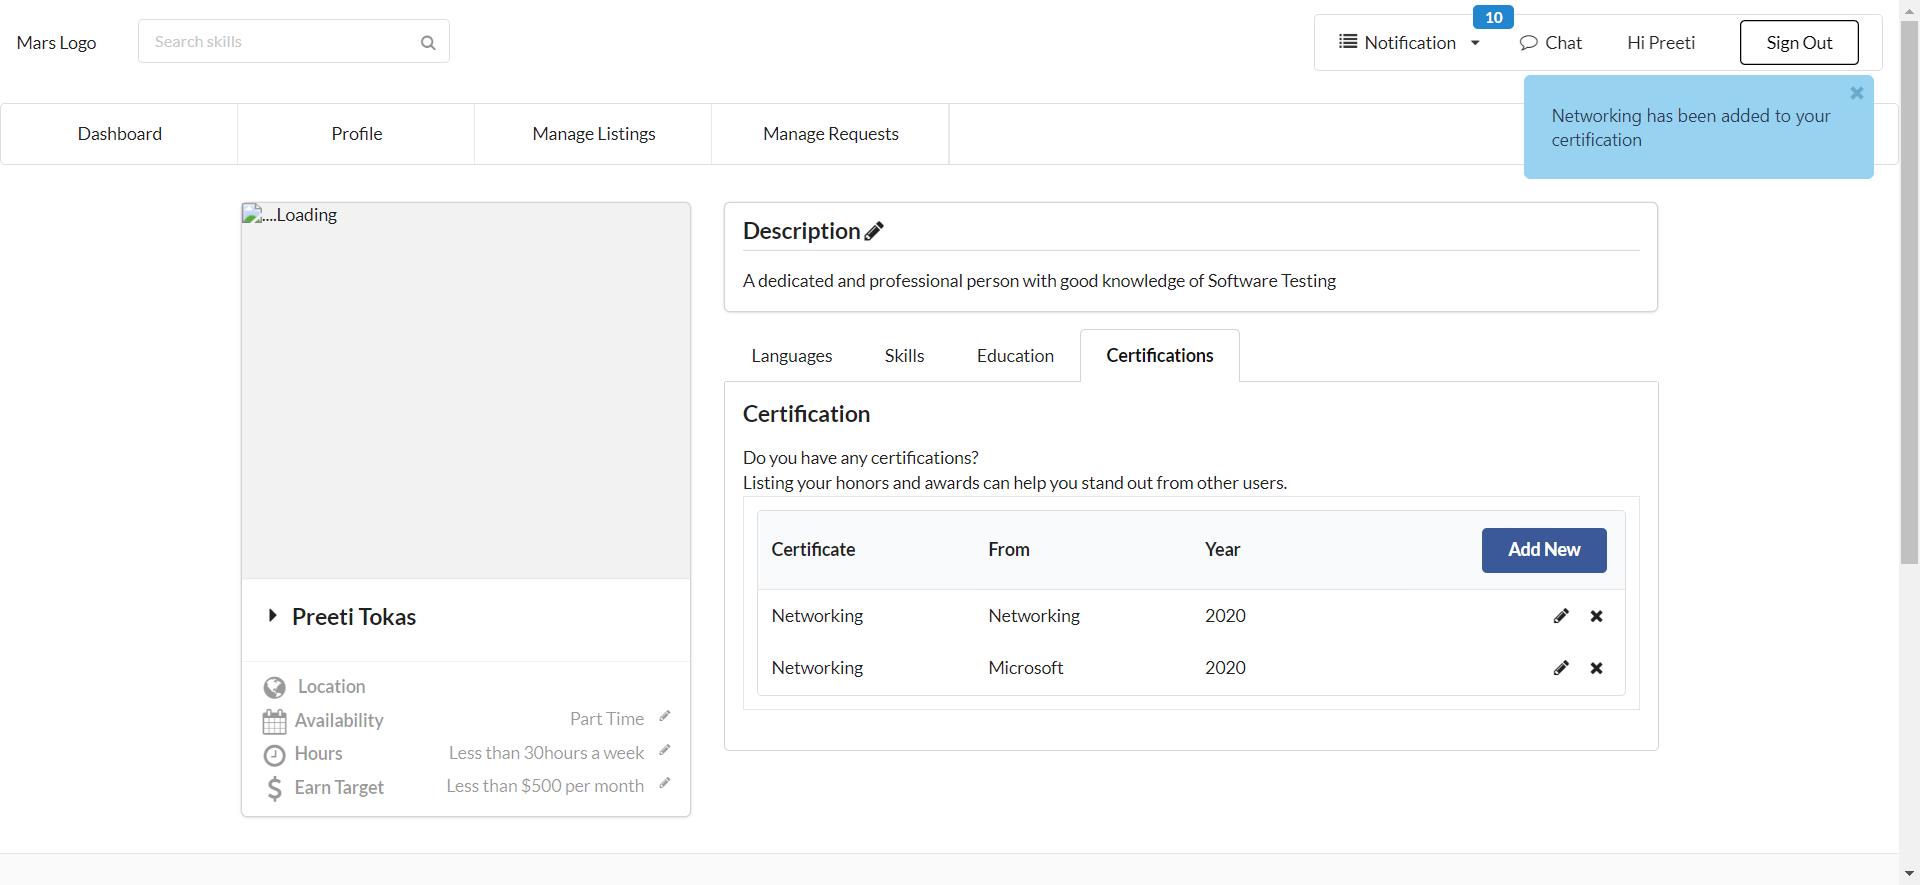 Mars Logo
Search skills
Notification
10
Chat
Hi Preeti
Sign Out
Networking has been added to your
certification
Dashboard
Profile
Manage Listings
Manage Requests
....Loading
Preeti Tokas
Location
Availability
Part Time
Hours
Less than 30hours a week
Earn Target
Less than $500 per month
Description
A dedicated and professional person with good knowledge of Software Testing
Languages
Skills
Education
Certifications
Certification
Do you have any certifications?
Listing your honors and awards can help you stand out from other users.
Certificate
From
Year
Add New
Networking
Networking
2020
Networking
Microsoft
2020